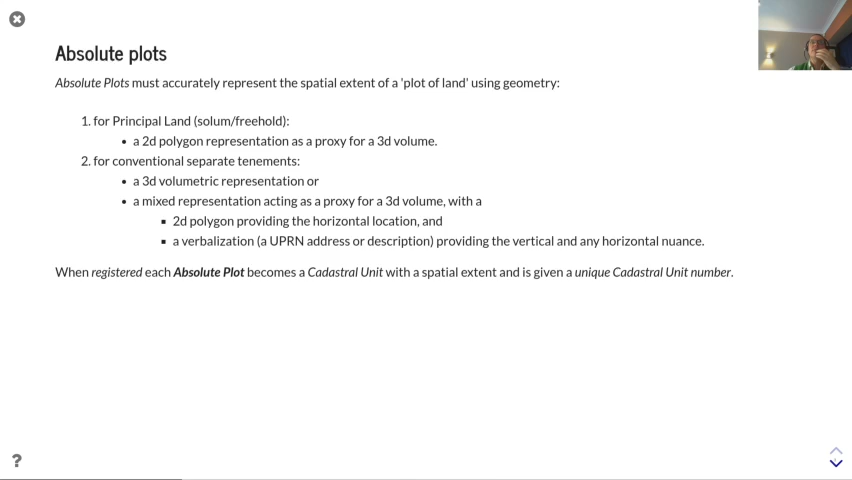 Absolute plots
Absolute Plots must accurately represent the spatial extent of a 'plot of land' using geometry:
1. for Principal Land (solum/freehold):
• a 2d polygon representation as a proxy for a 3d volume.
2. for conventional separate tenements:
• a 3d volumetric representation or
• a mixed representation acting as a proxy for a 3d volume, with a
▪ 2d polygon providing the horizontal location, and
▪ a verbalization (a UPRN address or description) providing the vertical and any horizontal nuance.
When registered each Absolute Plot becomes a Cadastral Unit with a spatial extent and is given a unique Cadastral Unit number.
?